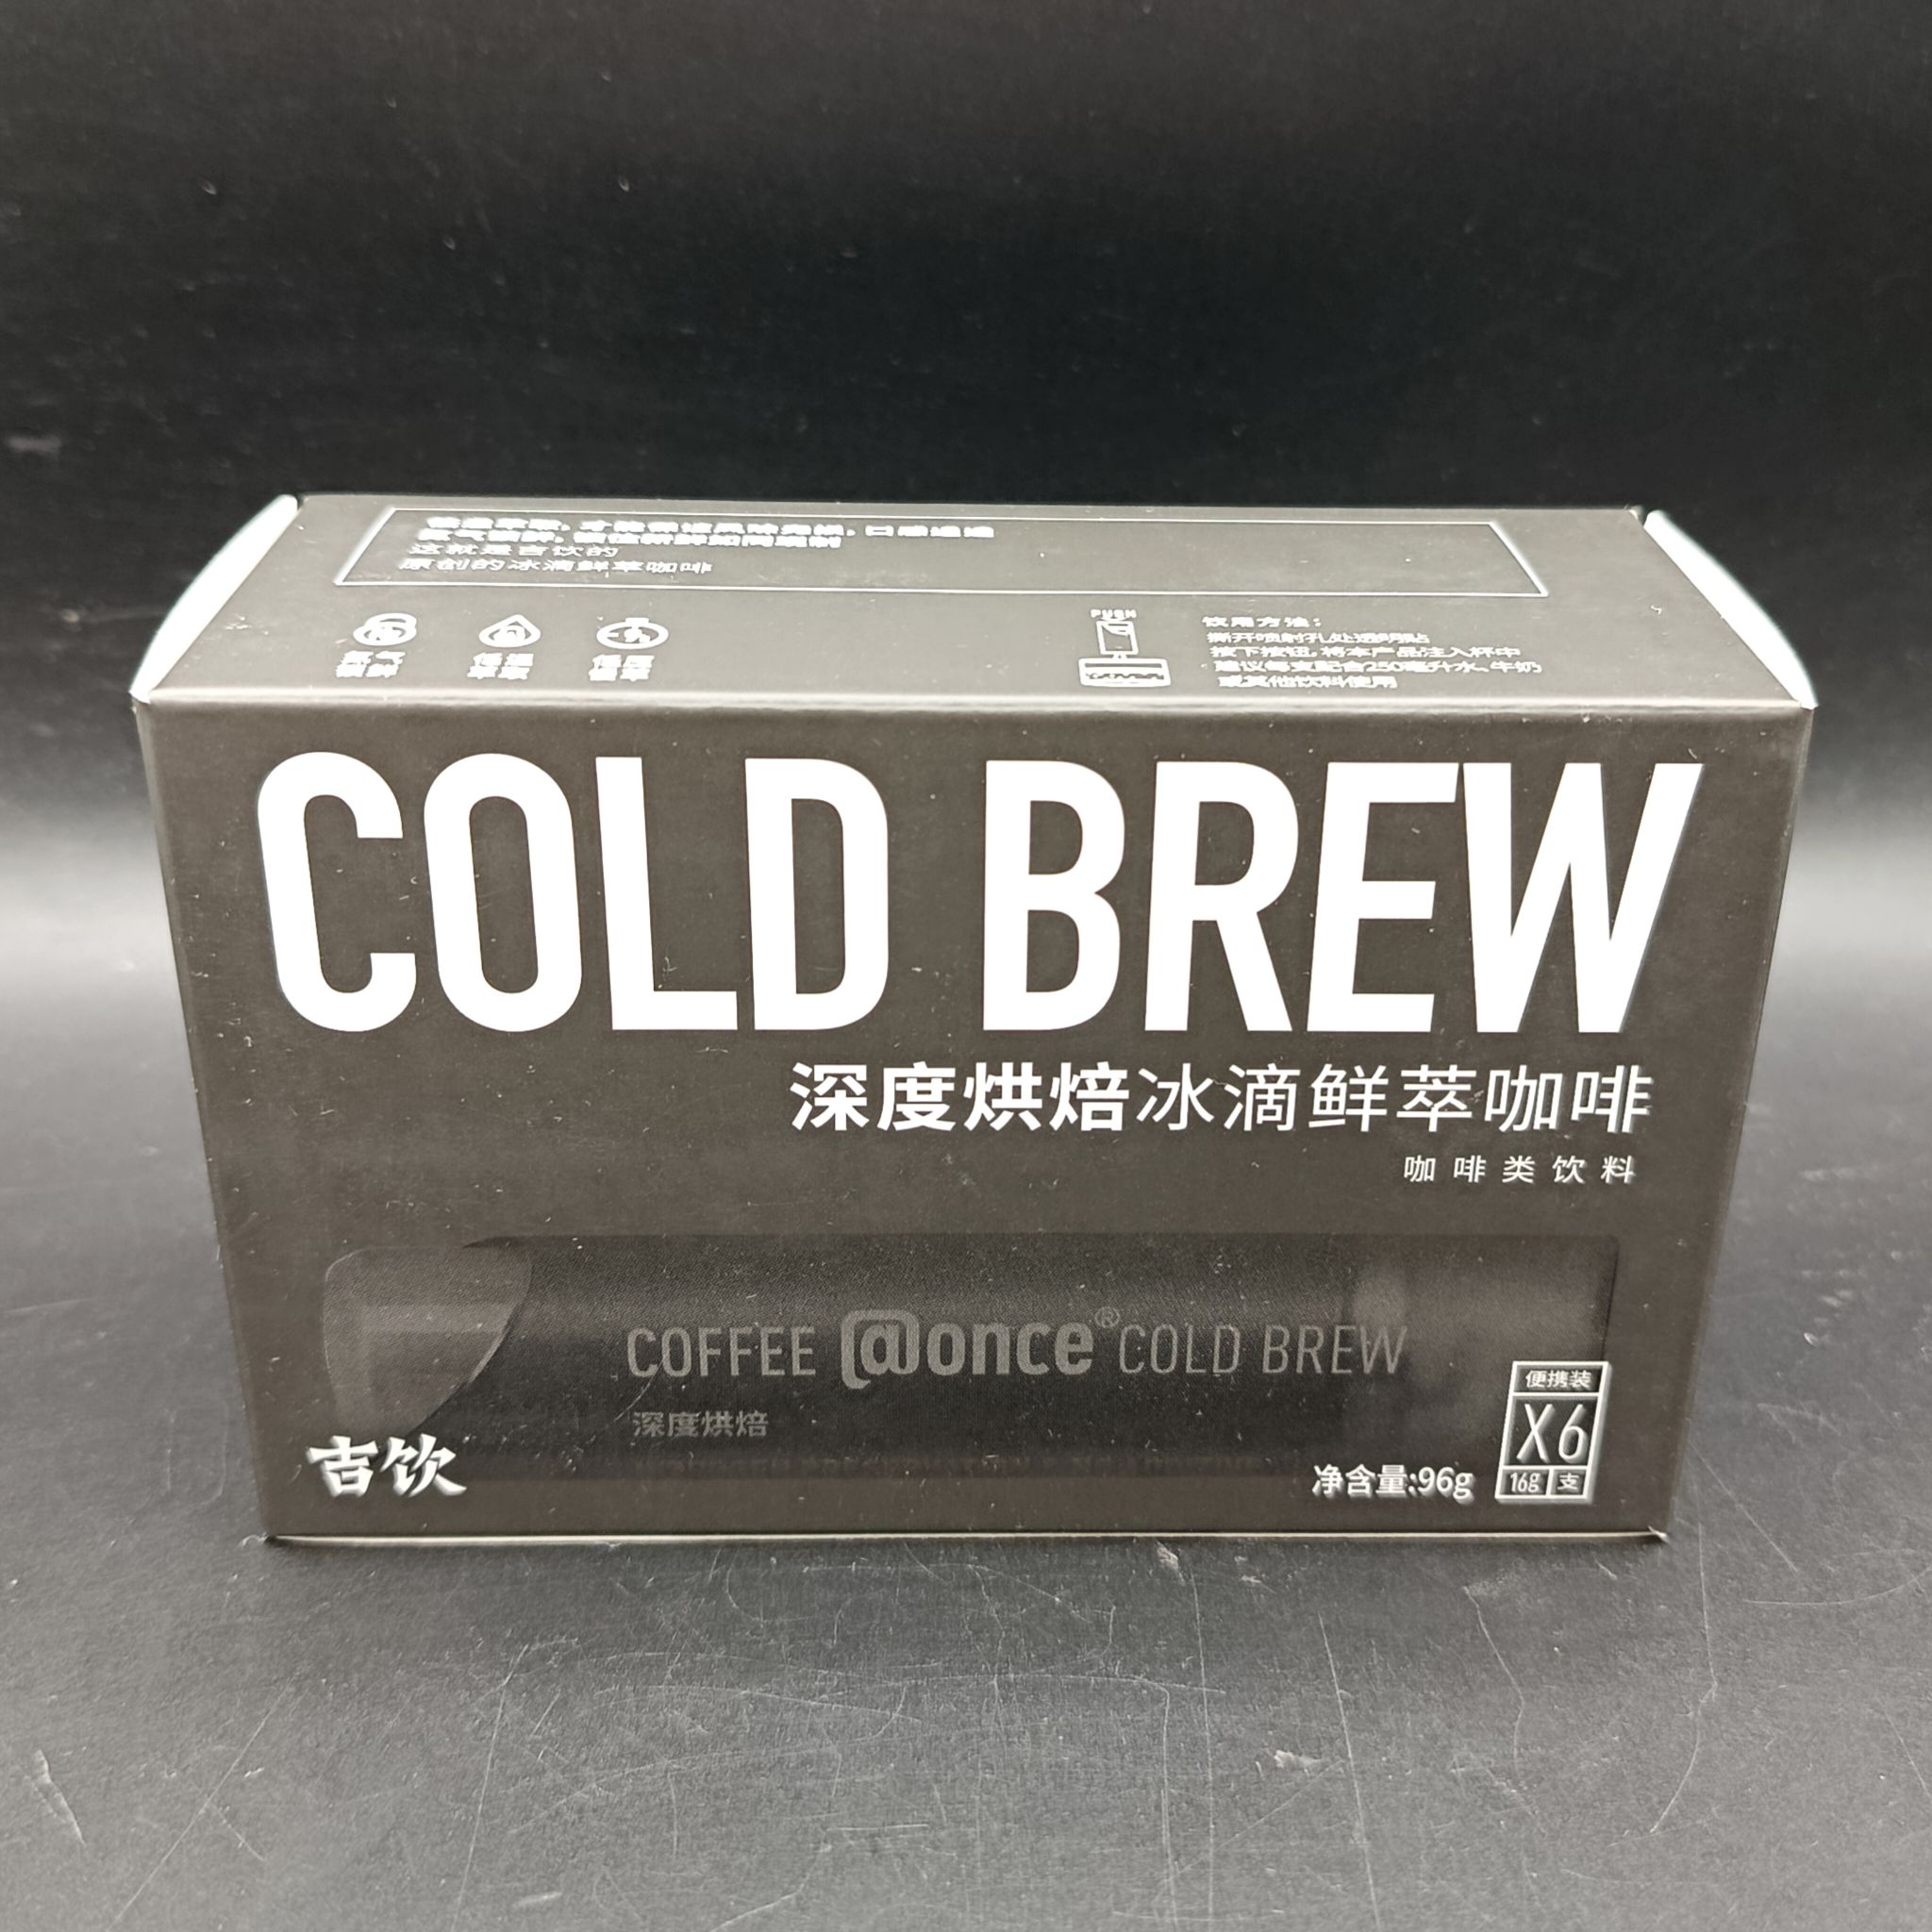 这就是吉饮的
原创的冰滴鲜萃咖啡
PUSH
饮用方法：
撕开喷射孔处透明贴
按下按钮，将本产品注入杯中
建议每支配合250毫升水、牛奶
或其他饮料使用
COLD BREW
深度烘焙冰滴鲜萃咖啡
咖啡类饮料
COFFEE @once® COLD BREW
深度烘焙
吉饮
净含量:96g
便携装
X6
16g 支